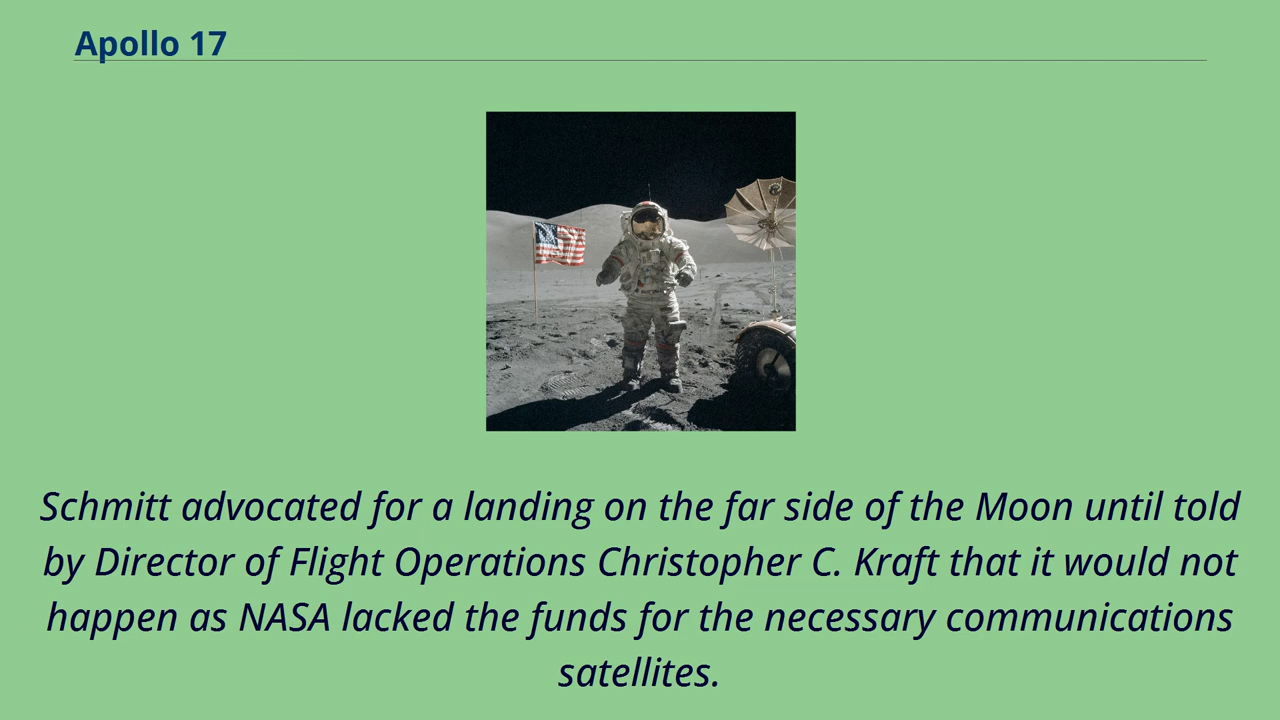 Apollo 17
Schmitt advocated for a landing on the far side of the Moon until told
by Director of Flight Operations Christopher C. Kraft that it would not
happen as NASA lacked the funds for the necessary communications
satellites.